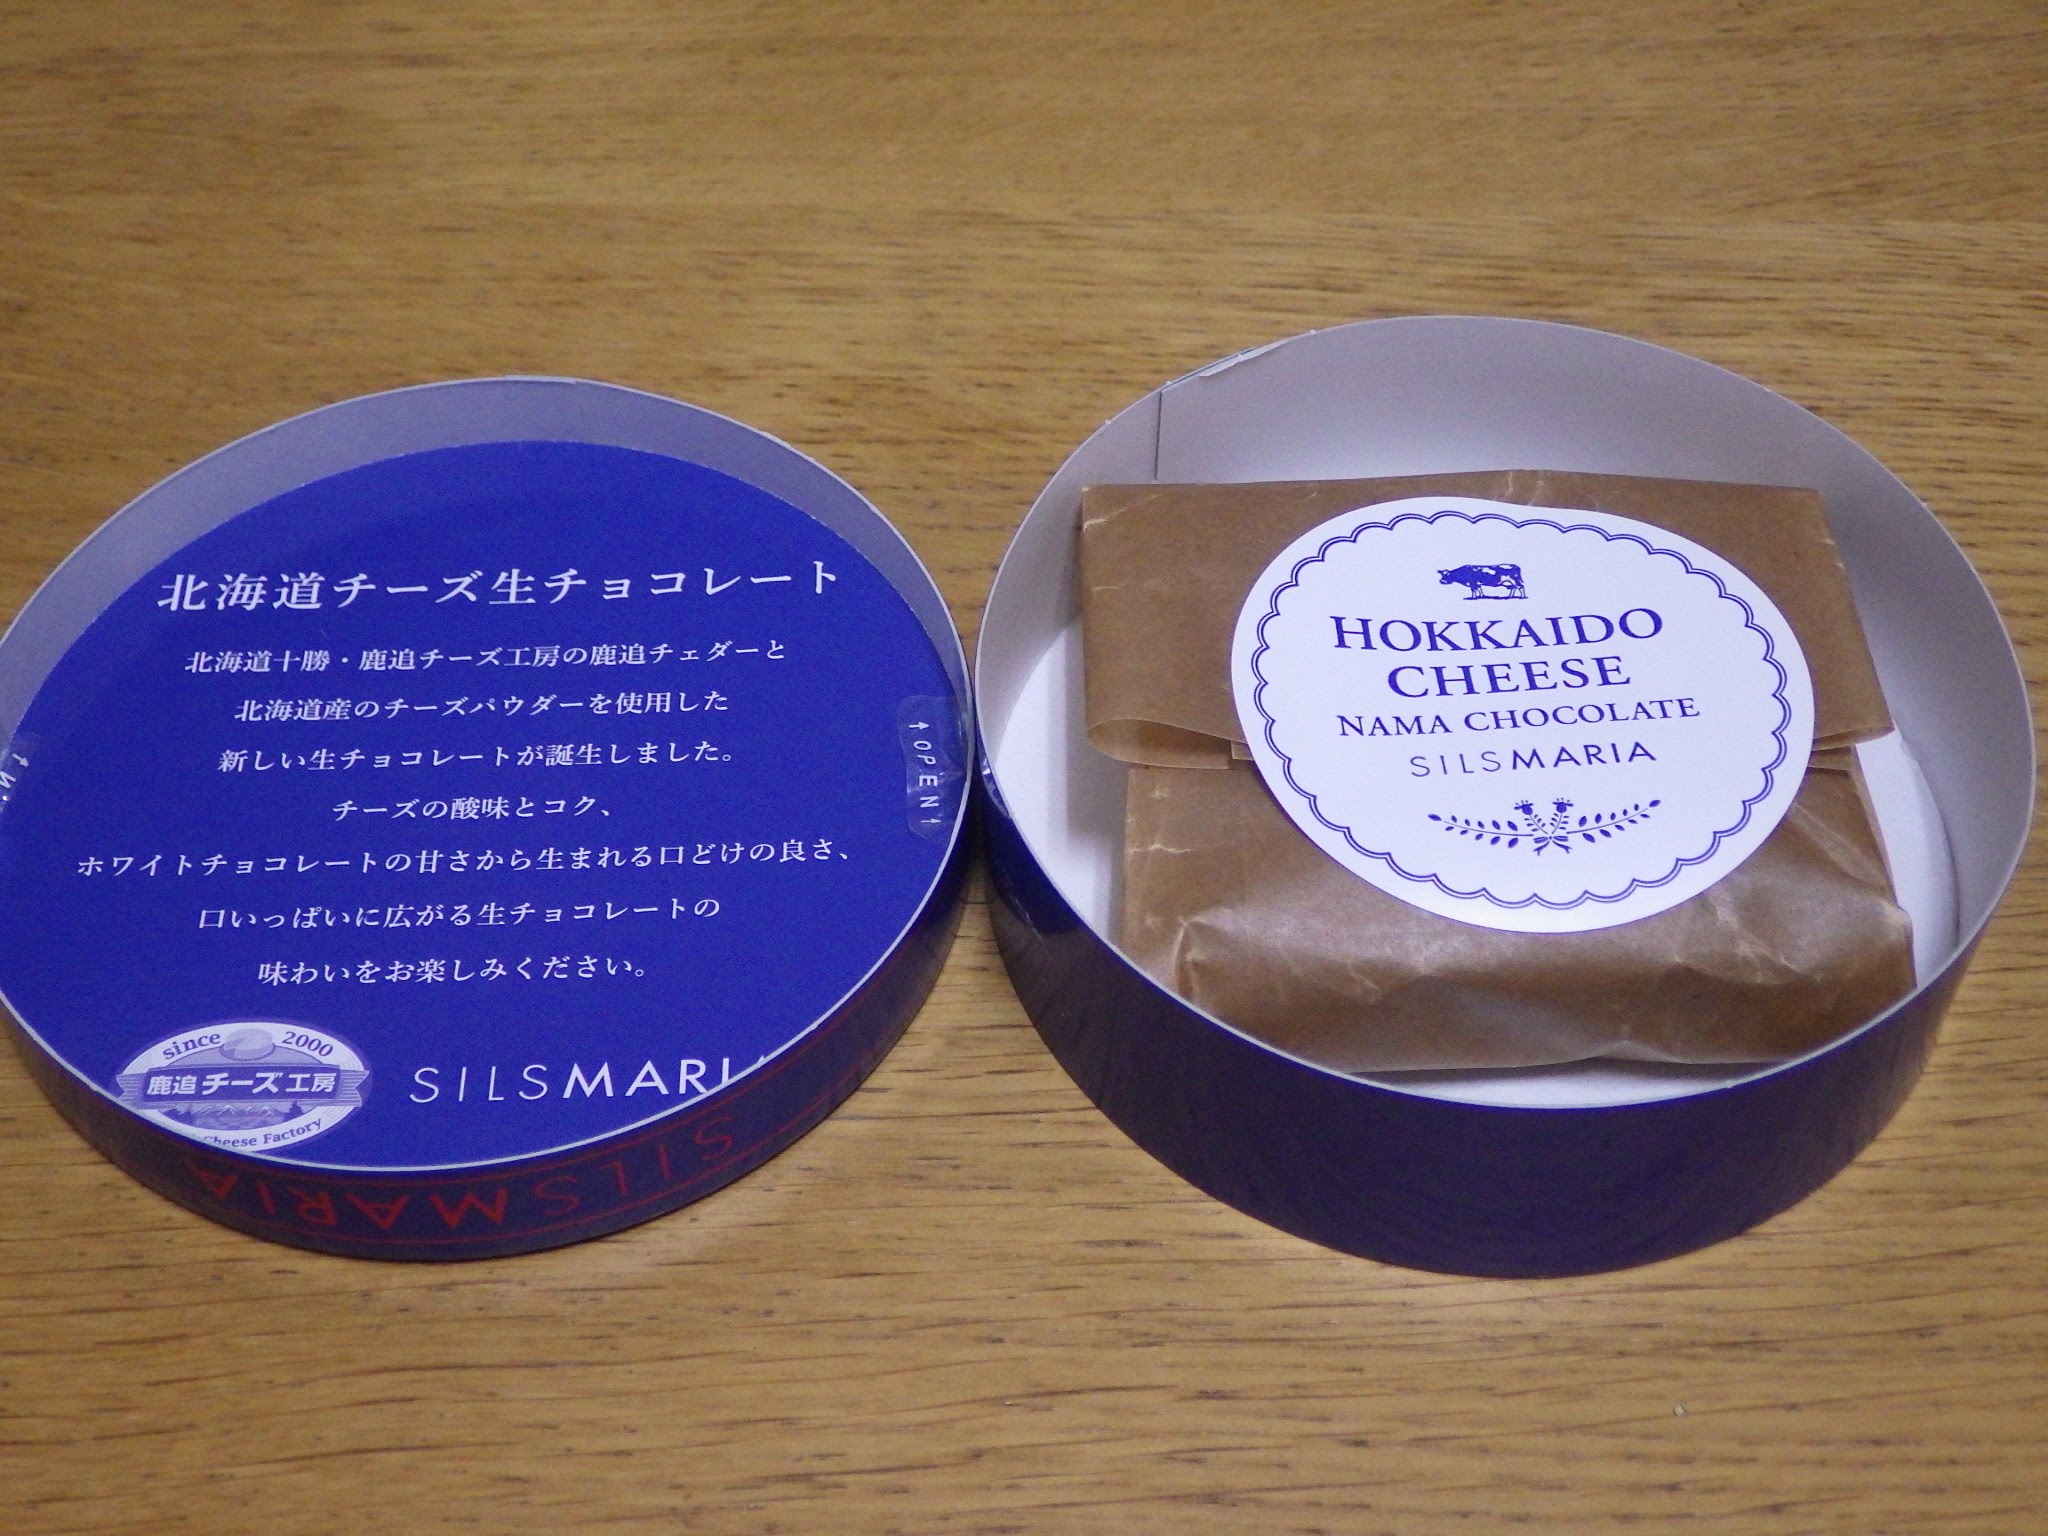 北海道チーズ生チョコレート
北海道十勝・鹿追チーズ工房の鹿追チェダーと
北海道産のチーズパウダーを使用した
新しい生チョコレートが誕生しました。
チーズの酸味とコク、
ホワイトチョコレートの甘さから生まれる口どけの良さ、
口いっぱいに広がる生チョコレートの
味わいをお楽しみください。
since 2000
鹿追チーズ工房
Cheese Factory
SILSMARI
SILSMARIA
↑OPEN↑
HOKKAIDO
CHEESE
NAMA CHOCOLATE
SILSMARIA